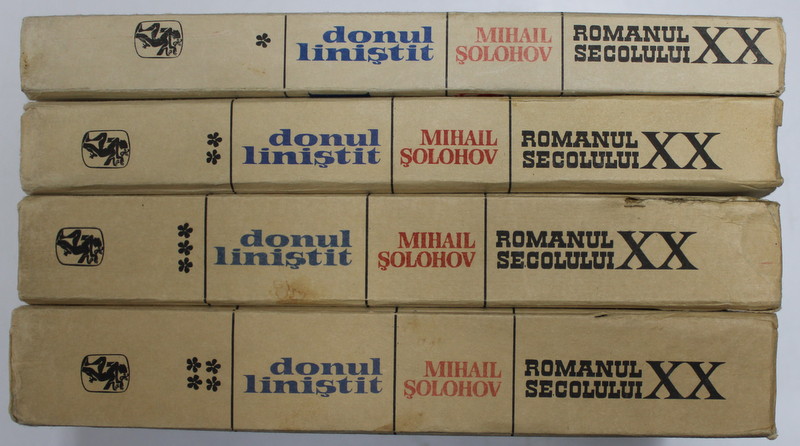 *
donul
liniştit
MIHAIL
ŞOLOHOV
ROMANUL
SECOLULUI XX
**
donul
liniştit
MIHAIL
ŞOLOHOV
ROMANUL
SECOLULUI XX
***
donul
liniştit
MIHAIL
ŞOLOHOV
ROMANUL
SECOLULUI XX
****
donul
liniştit
MIHAIL
ŞOLOHOV
ROMANUL
SECOLULUI XX